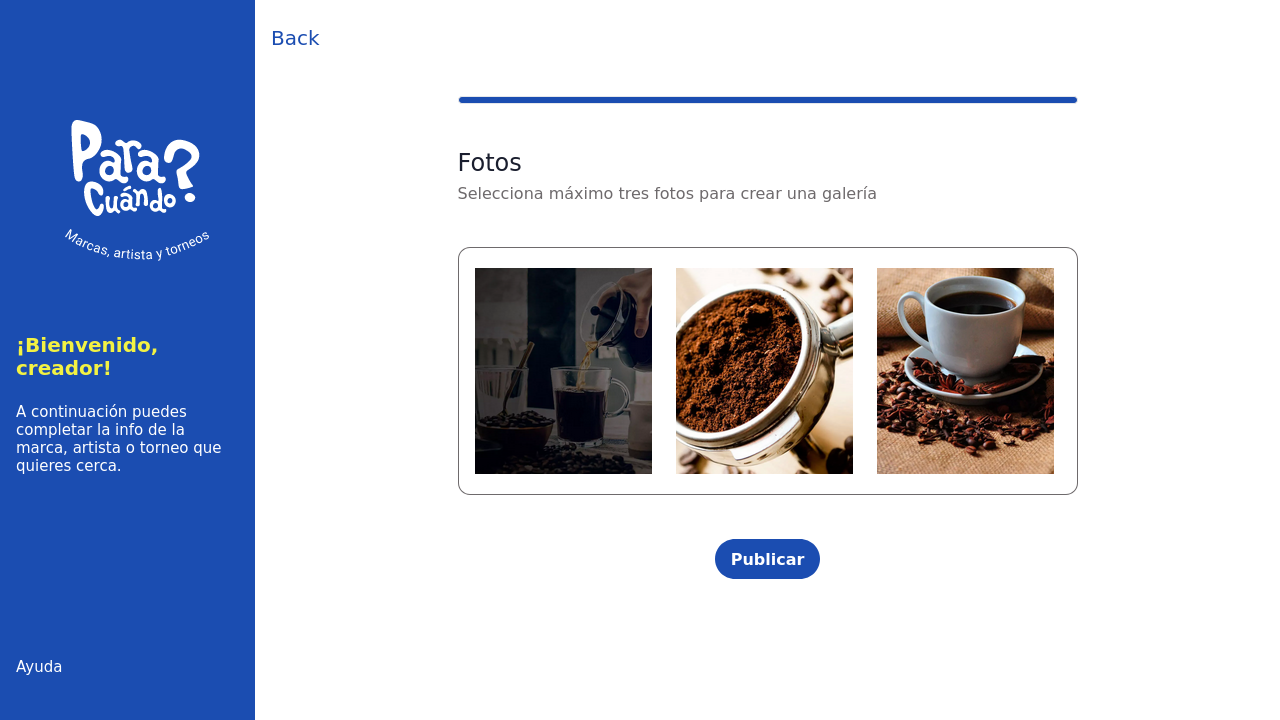 Para
Cuándo?
Marcas, artista y torneos
¡Bienvenido,
creador!
A continuación puedes
completar la info de la
marca, artista o torneo que
quieres cerca.
Ayuda
Back
Fotos
Selecciona máximo tres fotos para crear una galería
Publicar